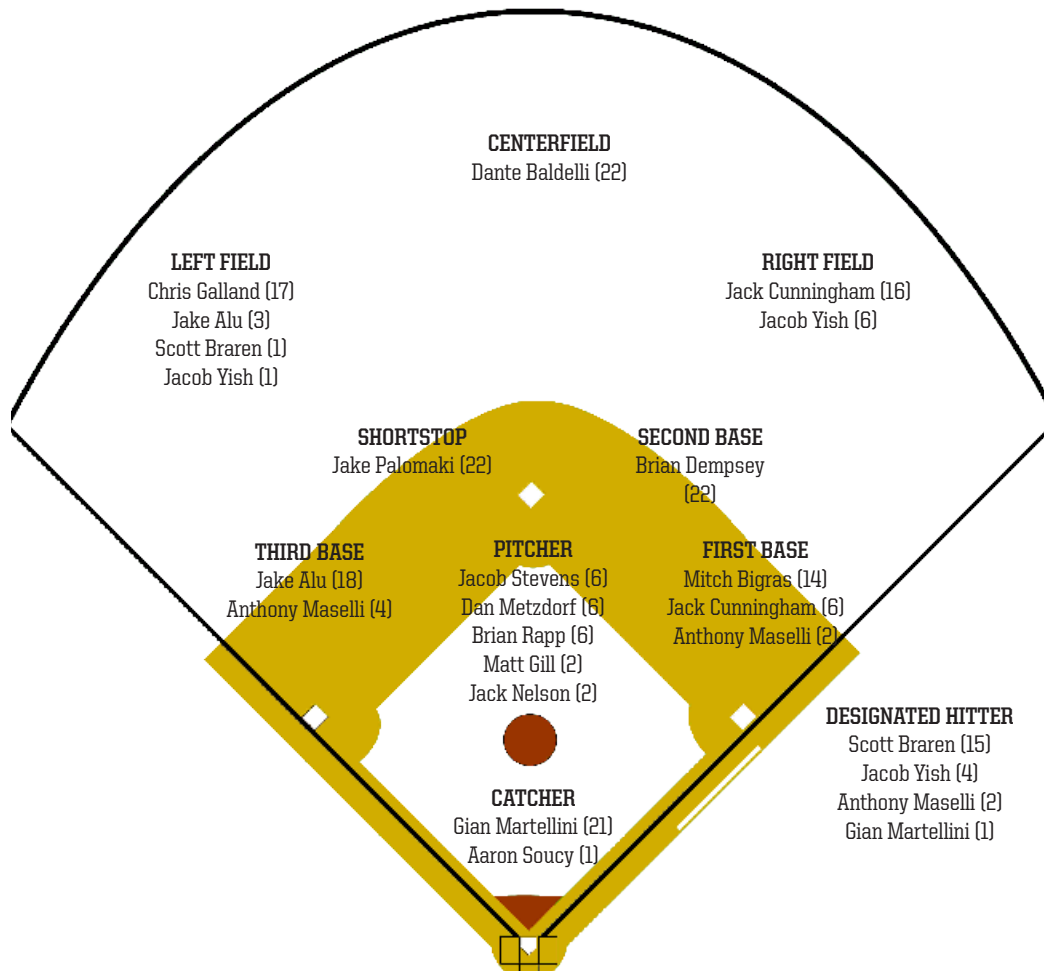 CENTERFIELD
Dante Baldelli (22)
LEFT FIELD
Chris Galland (17)
Jake Alu (3)
Scott Braren (1)
Jacob Yish (1)
RIGHT FIELD
Jack Cunningham (16)
Jacob Yish (6)
SHORTSTOP
Jake Palomaki (22)
SECOND BASE
Brian Dempsey
(22)
THIRD BASE
Jake Alu (18)
Anthony Maselli (4)
PITCHER
Jacob Stevens (6)
Dan Metzdorf (6)
Brian Rapp (6)
Matt Gill (2)
Jack Nelson (2)
FIRST BASE
Mitch Bigras (14)
Jack Cunningham (6)
Anthony Maselli (2)
DESIGNATED HITTER
Scott Braren (15)
Jacob Yish (4)
Anthony Maselli (2)
Gian Martellini (1)
CATCHER
Gian Martellini (21)
Aaron Soucy (1)